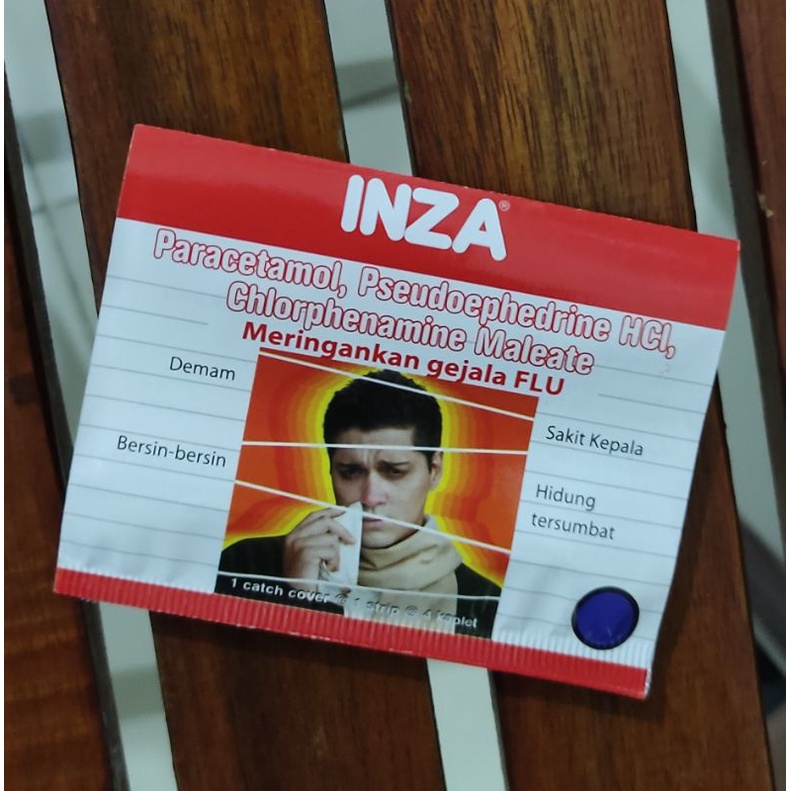 INZA®
Paracetamol, Pseudoephedrine HCl,
Chlorphenamine Maleate
Meringankan gejala FLU
Demam
Sakit Kepala
Bersin-bersin
Hidung
tersumbat
1 catch cover @ 1 strip @ 4 kaplet